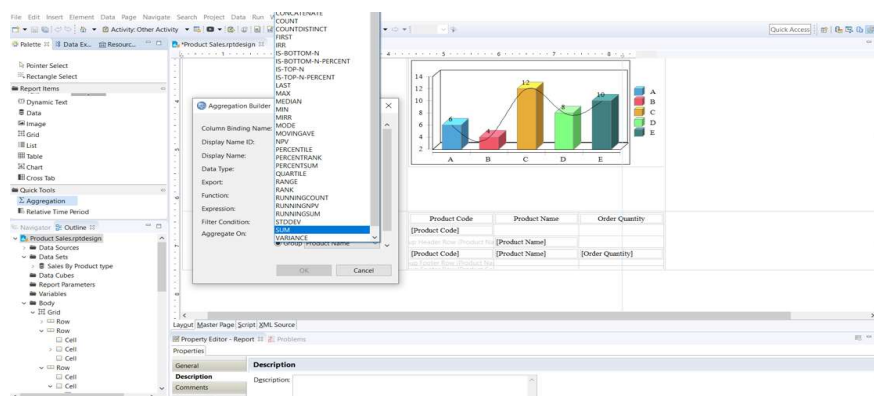 File Edit Insert Element Data Page Navigate Search Project Data Run
CONCATENATE
COUNT
COUNTDISTINCT
FIRST
IRR
IS-BOTTOM-N
IS-BOTTOM-N-PERCENT
IS-TOP-N
IS-TOP-N-PERCENT
LAST
MAX
MEDIAN
MIN
MIRR
MODE
MOVINGAVE
NPV
PERCENTILE
PERCENTRANK
PERCENTSUM
QUARTILE
RANGE
RANK
RUNNINGCOUNT
RUNNINGNPV
RUNNINGSUM
STDDEV
SUM
VARIANCE
Activity: Other Activity
Quick Access
Palette Data Ex... Resourc...
*Product Sales.rptdesign
Pointer Select
Rectangle Select
Report Items
Dynamic Text
Data
Image
Grid
List
Table
Chart
Cross Tab
Quick Tools
Aggregation
Relative Time Period
Navigator Outline
Product Sales.rptdesign
Data Sources
Data Sets
Sales By Product type
Data Cubes
Report Parameters
Variables
Body
Grid
Row
Row
Cell
Cell
Cell
Row
Cell
Cell
Aggregation Builder
Column Binding Name:
Display Name ID:
Display Name:
Data Type:
Export:
Function:
Expression:
Filter Condition:
Aggregate On:
Group Product Name
OK Cancel
14
12
10
8
6
4
2
6 4 12 8 10
A B C D E
A
B
C
D
E
Product Code Product Name Order Quantity
[Product Code]
[Product Name]
[Product Code] [Product Name] [Order Quantity]
Layout Master Page Script XML Source
Property Editor - Report Problems
Properties
General
Description
Comments
Description
Description: